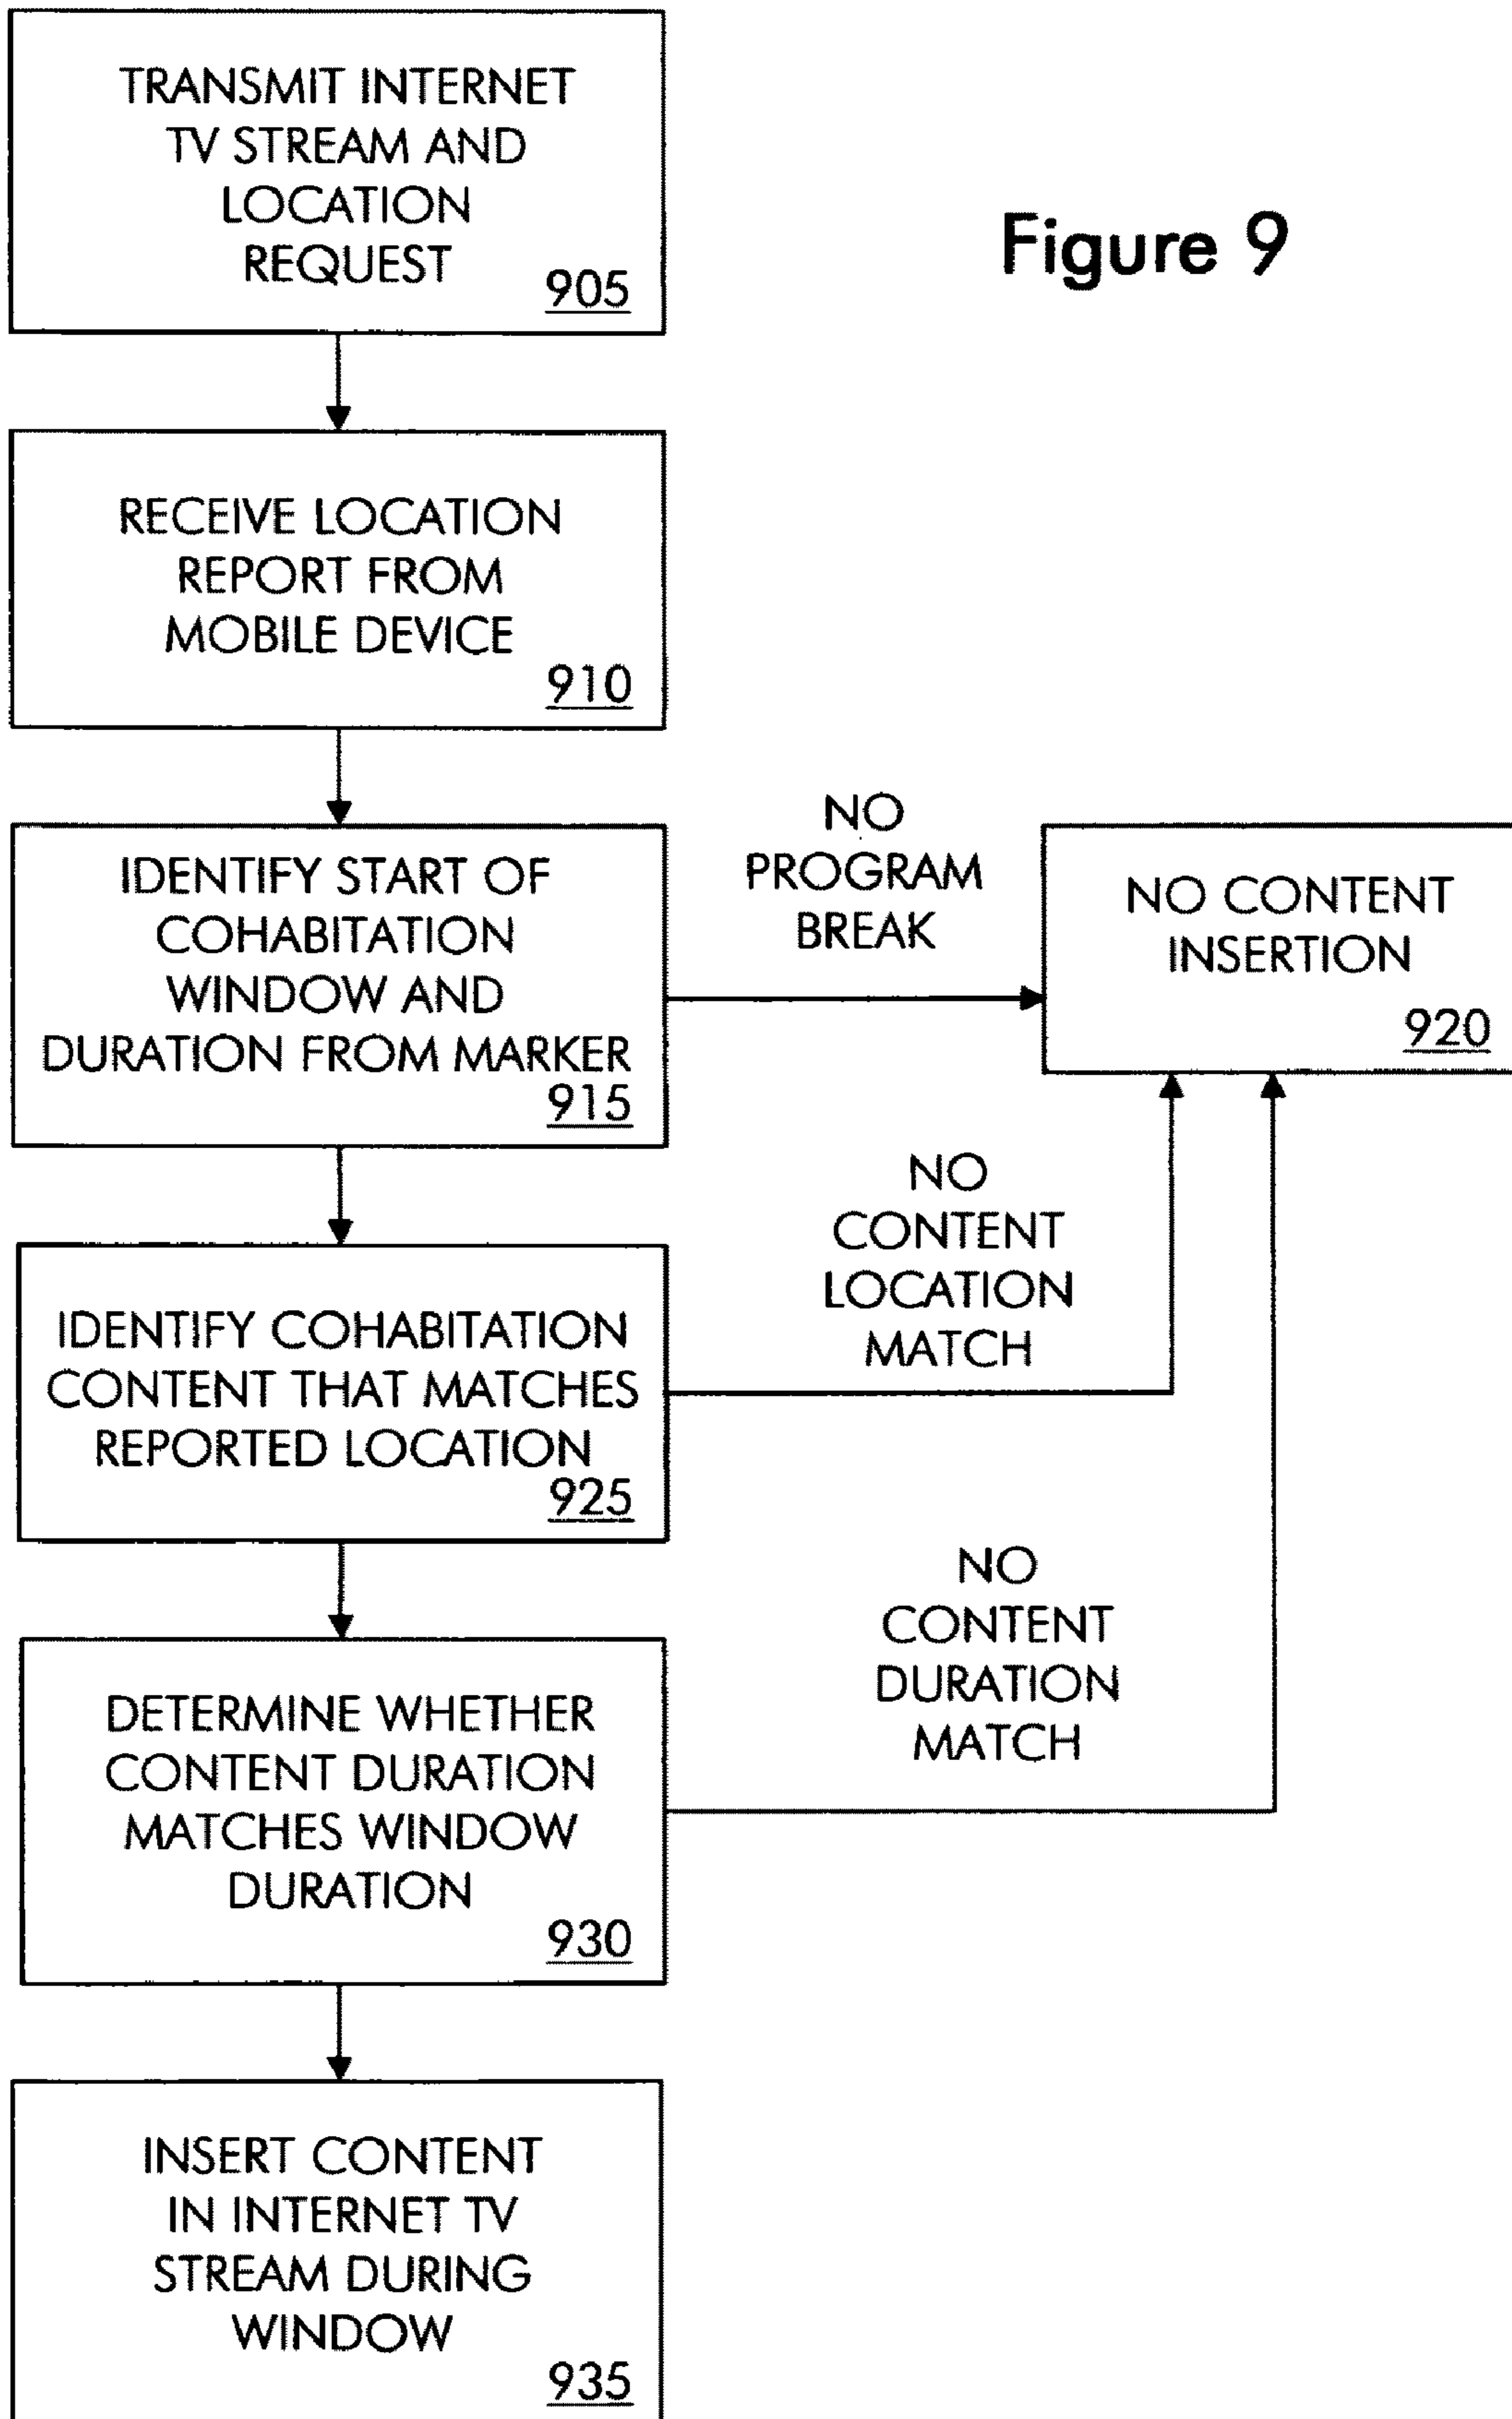 TRANSMIT INTERNET
TV STREAM AND
LOCATION
REQUEST
905
Figure 9
RECEIVE LOCATION
REPORT FROM
MOBILE DEVICE
910
IDENTIFY START OF
COHABITATION
WINDOW AND
DURATION FROM MARKER
915
NO
PROGRAM
BREAK
NO CONTENT
INSERTION
920
IDENTIFY COHABITATION
CONTENT THAT MATCHES
REPORTED LOCATION
925
NO
CONTENT
LOCATION
MATCH
DETERMINE WHETHER
CONTENT DURATION
MATCHES WINDOW
DURATION
930
NO
CONTENT
DURATION
MATCH
INSERT CONTENT
IN INTERNET TV
STREAM DURING
WINDOW
935